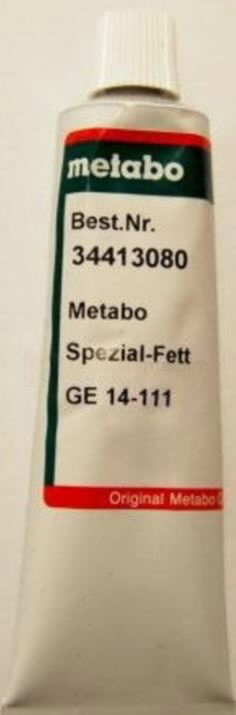 metabo
Best.Nr.
34413080
Metabo
Spezial-Fett
GE 14-111
Original Metabo